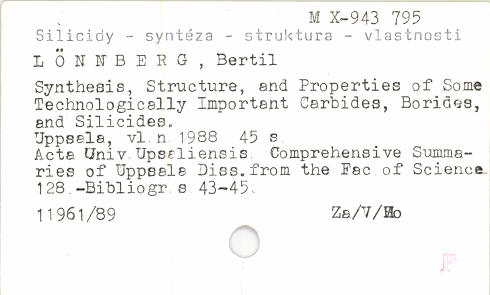 M X-943 795
Silicidy - syntéza - struktura - vlastnosti
LÖNNBERG, Bertil
Synthesis, Structure, and Properties of Some
Technologically Important Carbides, Borides,
and Silicides.
Uppsala, vl. n. 1988 45 s.
Acta Univ. Upsaliensis. Comprehensive Summa-
ries of Uppsala Diss. from the Fac. of Science.
128.-Bibliogr. s 43-45.
11961/89 Za/V/Mo
P